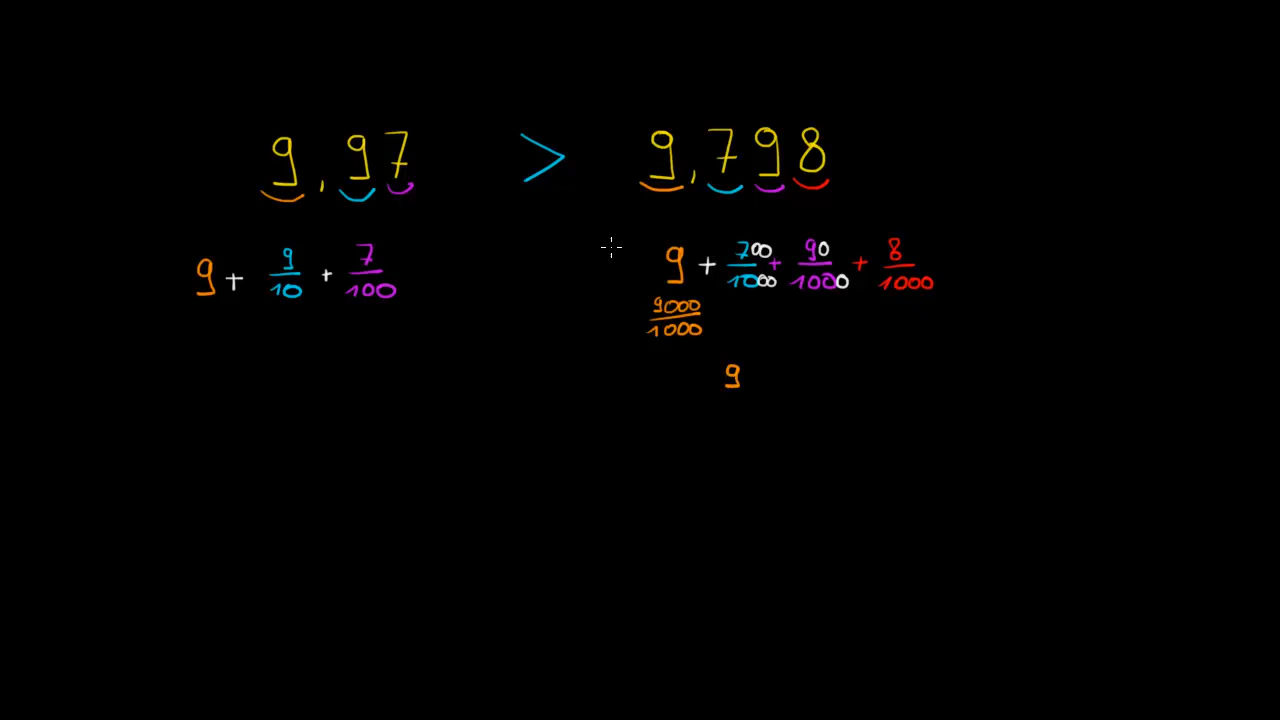 9,97 > 9,798
9 + 9/10 + 7/100 9 + 700/1000 + 90/1000 + 8/1000
9000/1000
9